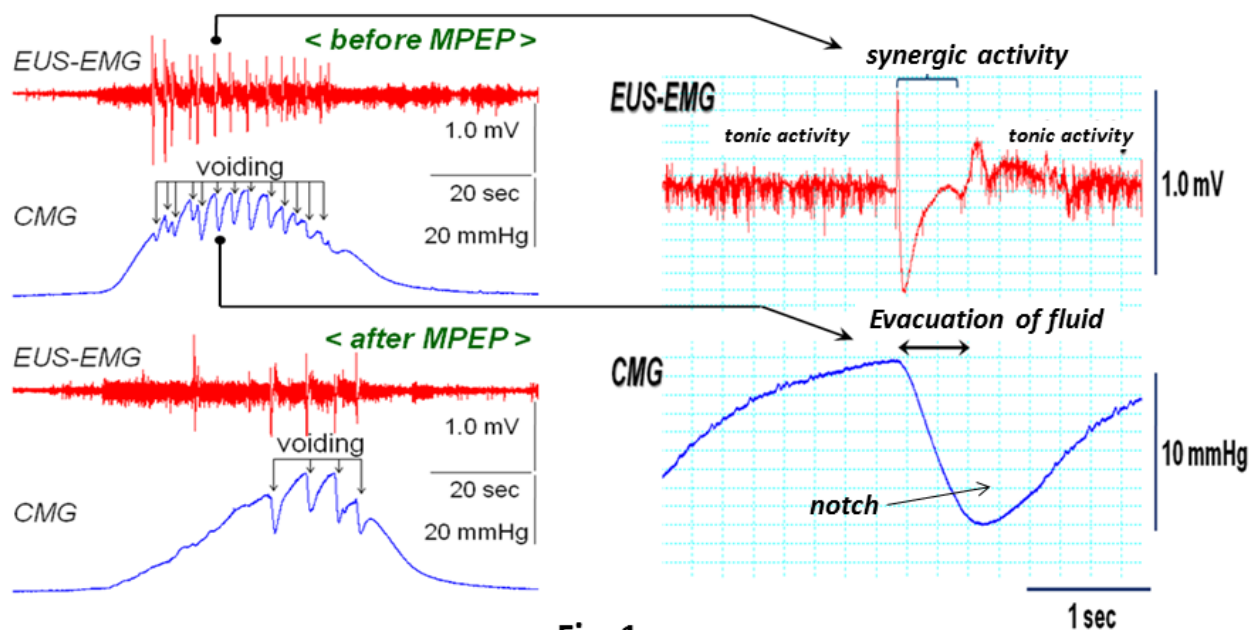 < before MPEP >
EUS-EMG
1.0 mV
voiding
20 sec
CMG
20 mmHg
< after MPEP >
EUS-EMG
1.0 mV
voiding
20 sec
CMG
20 mmHg
synergic activity
EUS-EMG
tonic activity
tonic activity
1.0 mV
Evacuation of fluid
CMG
10 mmHg
notch
1 sec